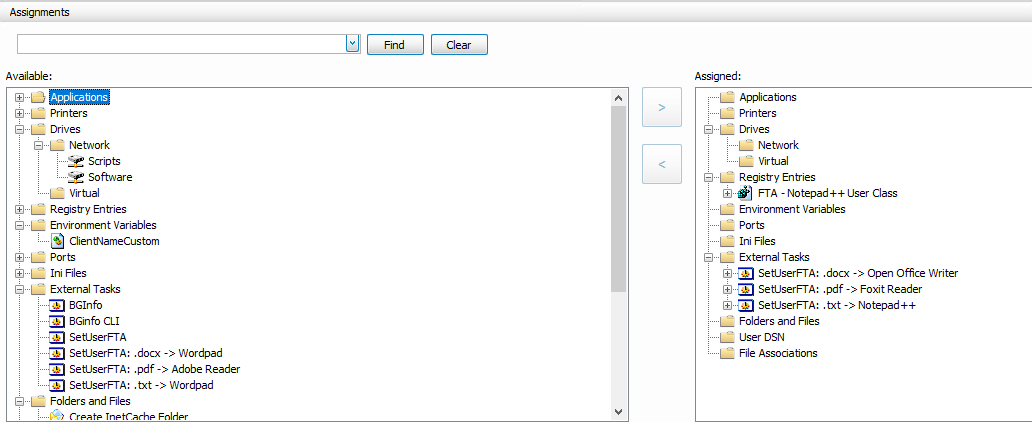 Assignments
Find
Clear
Available:
Applications
Printers
Drives
Network
Scripts
Software
Virtual
Registry Entries
Environment Variables
ClientNameCustom
Ports
Ini Files
External Tasks
BGInfo
BGinfo CLI
SetUserFTA
SetUserFTA: .docx -> Wordpad
SetUserFTA: .pdf -> Adobe Reader
SetUserFTA: .txt -> Wordpad
Folders and Files
Create InetCache Folder
>
<
Assigned:
Applications
Printers
Drives
Network
Virtual
Registry Entries
FTA - Notepad++ User Class
Environment Variables
Ports
Ini Files
External Tasks
SetUserFTA: .docx -> Open Office Writer
SetUserFTA: .pdf -> Foxit Reader
SetUserFTA: .txt -> Notepad++
Folders and Files
User DSN
File Associations